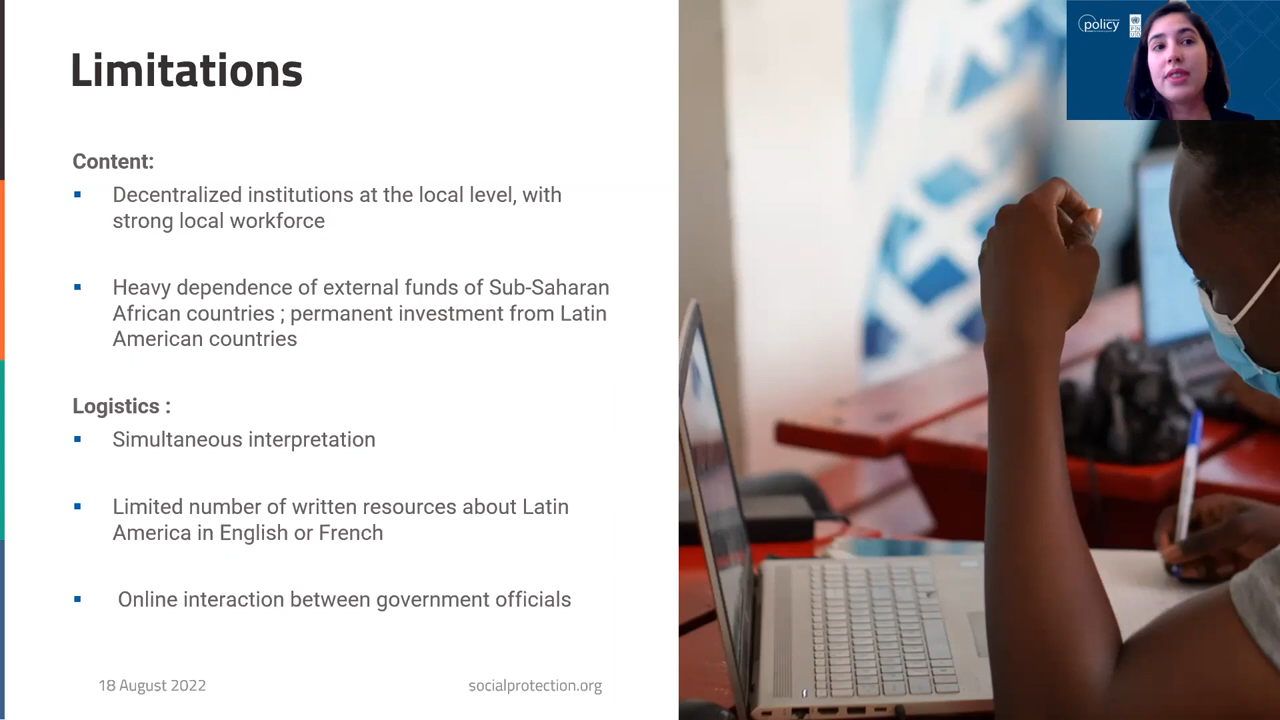 Limitations
policy
Content:
Decentralized institutions at the local level, with
strong local workforce
Heavy dependence of external funds of Sub-Saharan
African countries ; permanent investment from Latin
American countries
Logistics :
Simultaneous interpretation
Limited number of written resources about Latin
America in English or French
Online interaction between government officials
18 August 2022
socialprotection.org